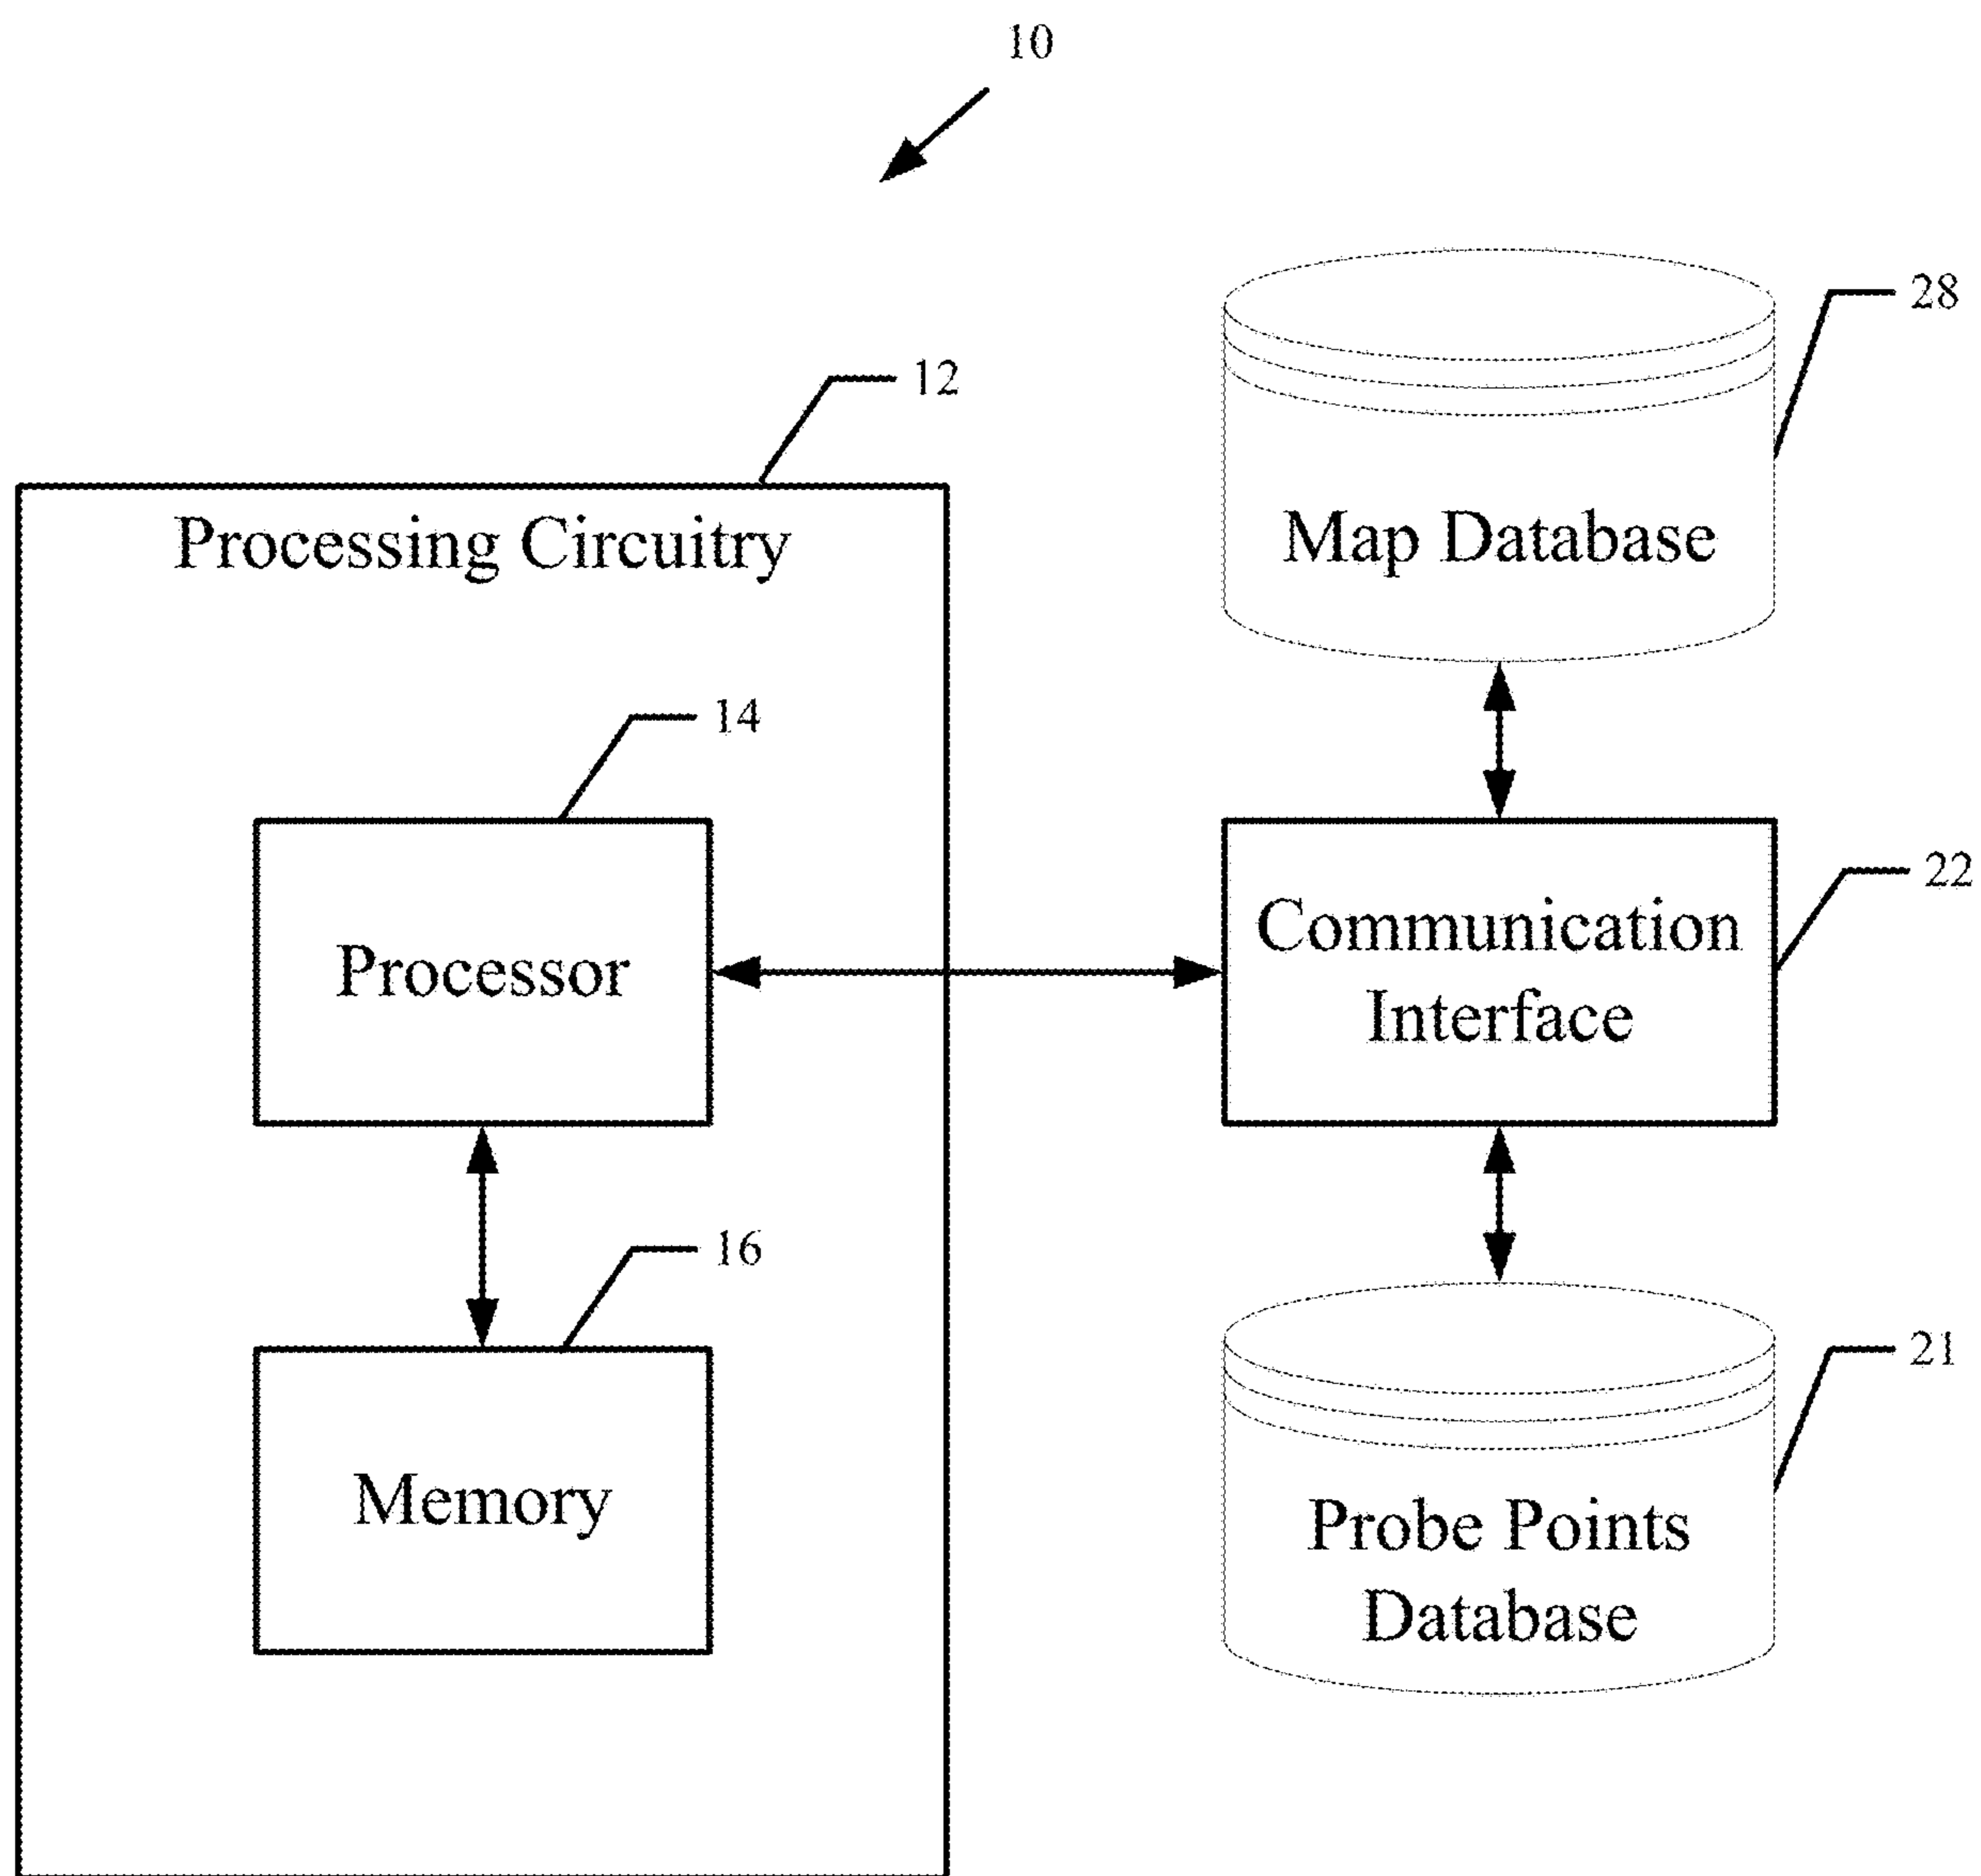 10
28
12
Processing Circuitry
Map Database
14
22
Communication
Interface
Processor
16
21
Memory
Probe Points
Database